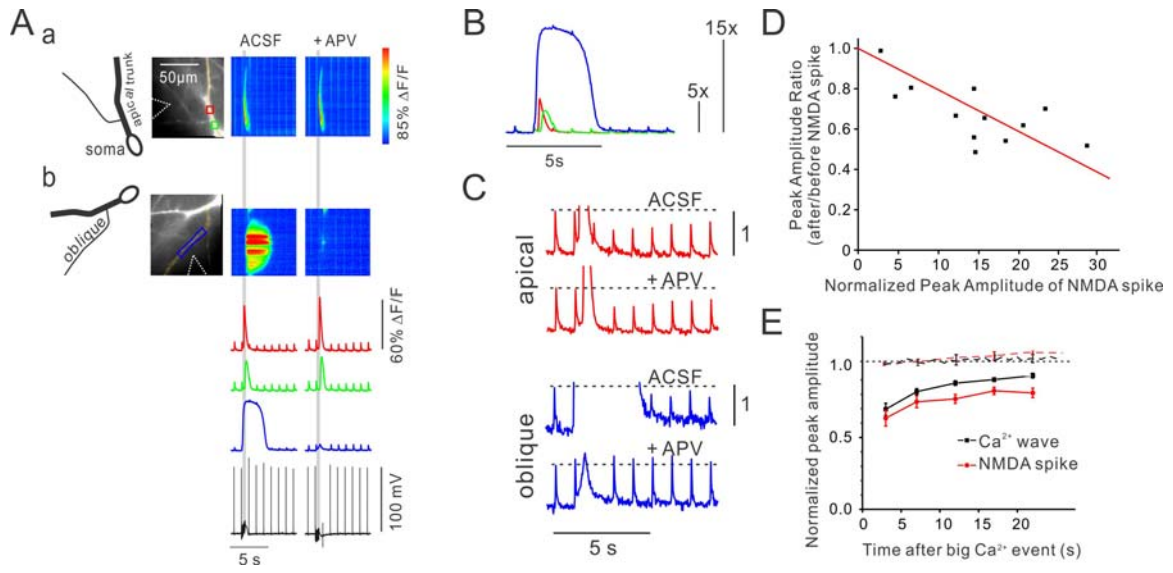 A
a
ACSF
+ APV
50µm
apical trunk
soma
85% ΔF/F
b
oblique
60% ΔF/F
100 mV
5 s
B
15x
5x
5s
C
ACSF
1
+ APV
apical
ACSF
1
+ APV
oblique
5 s
D
Peak Amplitude Ratio
(after/before NMDA spike)
1.0
0.8
0.6
0.4
0.2
0
0 5 10 15 20 25 30
Normalized Peak Amplitude of NMDA spike
E
Normalized peak amplitude
1.0
0.5
0.0
Ca²⁺ wave
NMDA spike
0 5 10 15 20
Time after big Ca²⁺ event (s)